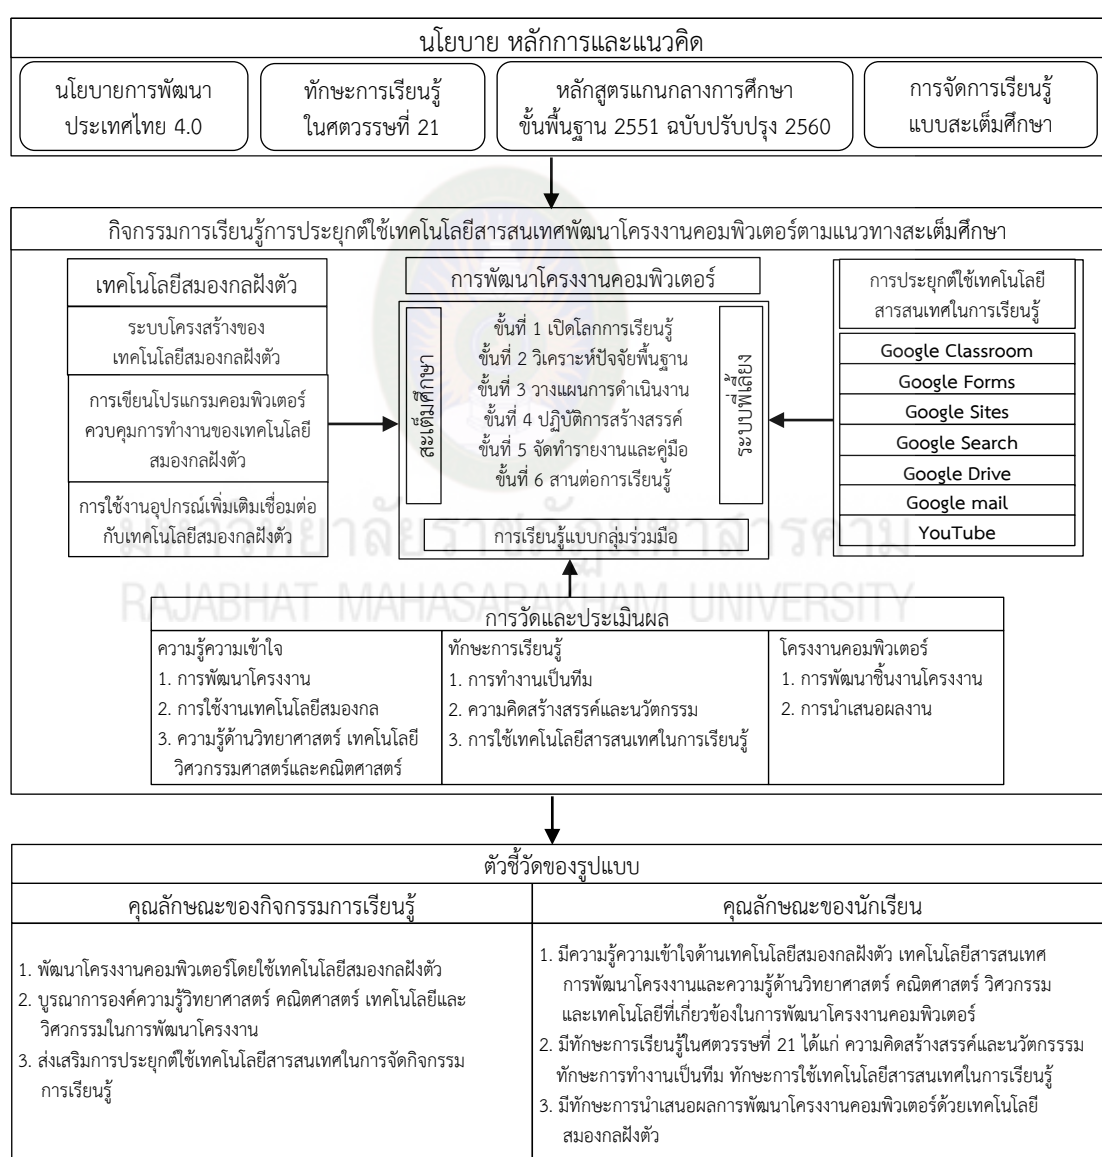 นโยบาย หลักการและแนวคิด
นโยบายการพัฒนา
ประเทศไทย 4.0
ทักษะการเรียนรู้
ในศตวรรษที่ 21
หลักสูตรแกนกลางการศึกษา
ขั้นพื้นฐาน 2551 ฉบับปรับปรุง 2560
การจัดการเรียนรู้
แบบสะเต็มศึกษา
กิจกรรมการเรียนรู้การประยุกต์ใช้เทคโนโลยีสารสนเทศพัฒนาโครงงานคอมพิวเตอร์ตามแนวทางสะเต็มศึกษา
เทคโนโลยีสมองกลฝังตัว
ระบบโครงสร้างของ
เทคโนโลยีสมองกลฝังตัว
การเขียนโปรแกรมคอมพิวเตอร์
ควบคุมการทำงานของเทคโนโลยี
สมองกลฝังตัว
การใช้งานอุปกรณ์เพิ่มเติมเชื่อมต่อ
กับเทคโนโลยีสมองกลฝังตัว
การพัฒนาโครงงานคอมพิวเตอร์
สะเต็มศึกษา
ขั้นที่ 1 เปิดโลกการเรียนรู้
ขั้นที่ 2 วิเคราะห์ปัจจัยพื้นฐาน
ขั้นที่ 3 วางแผนการดำเนินงาน
ขั้นที่ 4 ปฏิบัติการสร้างสรรค์
ขั้นที่ 5 จัดทำรายงานและคู่มือ
ขั้นที่ 6 สานต่อการเรียนรู้
ระบบพี่เลี้ยง
การเรียนรู้แบบกลุ่มร่วมมือ
การประยุกต์ใช้เทคโนโลยี
สารสนเทศในการเรียนรู้
Google Classroom
Google Forms
Google Sites
Google Search
Google Drive
Google mail
YouTube
มหาวิทยาลัยราชภัฏมหาสารคาม
RAJABHAT MAHASARAKHAM UNIVERSITY
การวัดและประเมินผล
ความรู้ความเข้าใจ
1. การพัฒนาโครงงาน
2. การใช้งานเทคโนโลยีสมองกล
3. ความรู้ด้านวิทยาศาสตร์ เทคโนโลยี
วิศวกรรมศาสตร์และคณิตศาสตร์
ทักษะการเรียนรู้
1. การทำงานเป็นทีม
2. ความคิดสร้างสรรค์และนวัตกรรม
3. การใช้เทคโนโลยีสารสนเทศในการเรียนรู้
โครงงานคอมพิวเตอร์
1. การพัฒนาชิ้นงานโครงงาน
2. การนำเสนอผลงาน
ตัวชี้วัดของรูปแบบ
คุณลักษณะของกิจกรรมการเรียนรู้
1. พัฒนาโครงงานคอมพิวเตอร์โดยใช้เทคโนโลยีสมองกลฝังตัว
2. บูรณาการองค์ความรู้วิทยาศาสตร์ คณิตศาสตร์ เทคโนโลยีและ
วิศวกรรมในการพัฒนาโครงงาน
3. ส่งเสริมการประยุกต์ใช้เทคโนโลยีสารสนเทศในการจัดกิจกรรม
การเรียนรู้
คุณลักษณะของนักเรียน
1. มีความรู้ความเข้าใจด้านเทคโนโลยีสมองกลฝังตัว เทคโนโลยีสารสนเทศ
การพัฒนาโครงงานและความรู้ด้านวิทยาศาสตร์ คณิตศาสตร์ วิศวกรรม
และเทคโนโลยีที่เกี่ยวข้องในการพัฒนาโครงงานคอมพิวเตอร์
2. มีทักษะการเรียนรู้ในศตวรรษที่ 21 ได้แก่ ความคิดสร้างสรรค์และนวัตกรรรม
ทักษะการทำงานเป็นทีม ทักษะการใช้เทคโนโลยีสารสนเทศในการเรียนรู้
3. มีทักษะการนำเสนอผลการพัฒนาโครงงานคอมพิวเตอร์ด้วยเทคโนโลยี
สมองกลฝังตัว